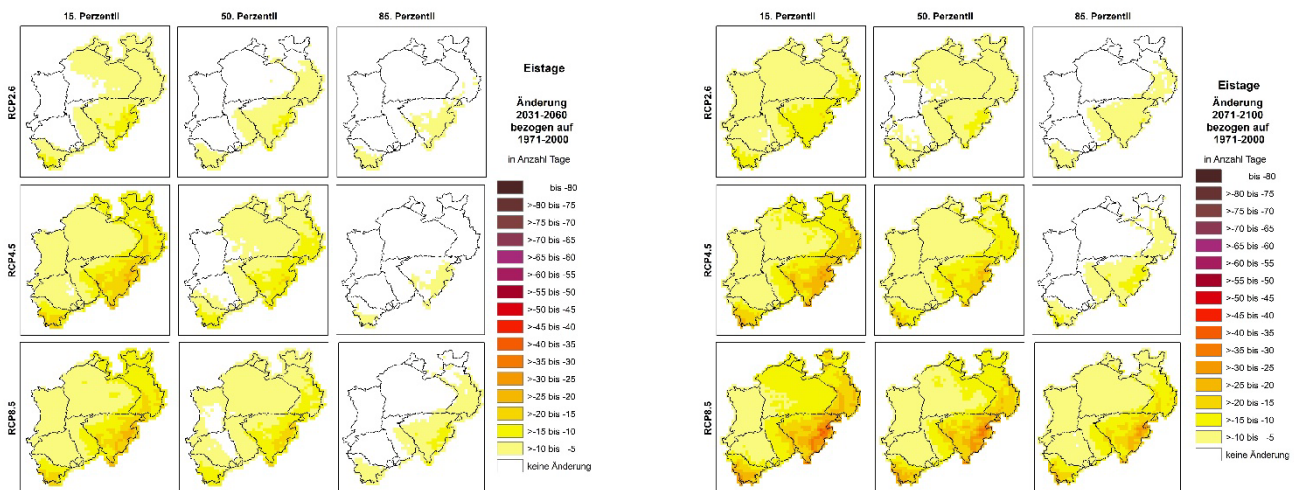 15. Perzentil 50. Perzentil 85. Perzentil
RCP2.6
RCP4.5
RCP8.5
Eistage
Änderung
2031-2060
bezogen auf
1971-2000
in Anzahl Tage
bis -80
>-80 bis -75
>-75 bis -70
>-70 bis -65
>-65 bis -60
>-60 bis -55
>-55 bis -50
>-50 bis -45
>-45 bis -40
>-40 bis -35
>-35 bis -30
>-30 bis -25
>-25 bis -20
>-20 bis -15
>-15 bis -10
>-10 bis -5
keine Änderung
15. Perzentil 50. Perzentil 85. Perzentil
RCP2.6
RCP4.5
RCP8.5
Eistage
Änderung
2071-2100
bezogen auf
1971-2000
in Anzahl Tage
bis -80
>-80 bis -75
>-75 bis -70
>-70 bis -65
>-65 bis -60
>-60 bis -55
>-55 bis -50
>-50 bis -45
>-45 bis -40
>-40 bis -35
>-35 bis -30
>-30 bis -25
>-25 bis -20
>-20 bis -15
>-15 bis -10
>-10 bis -5
keine Änderung